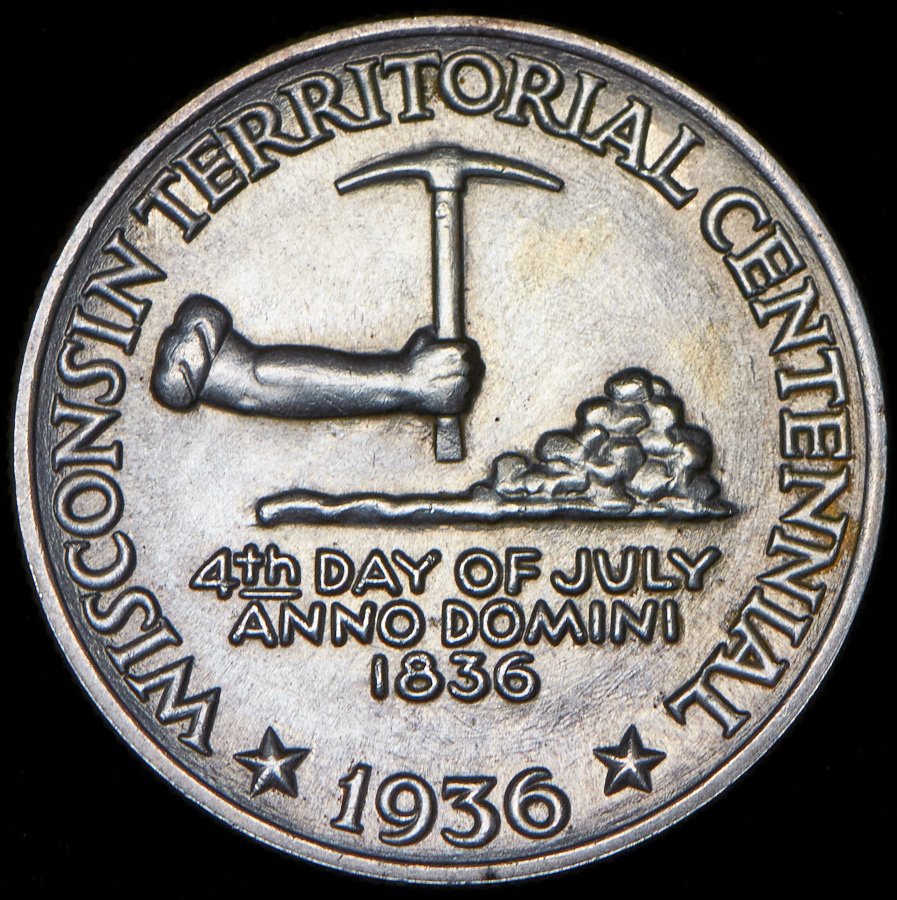 WISCONSIN TERRITORIAL CENTENNIAL
4th DAY OF JULY
ANNO DOMINI
1836
1936